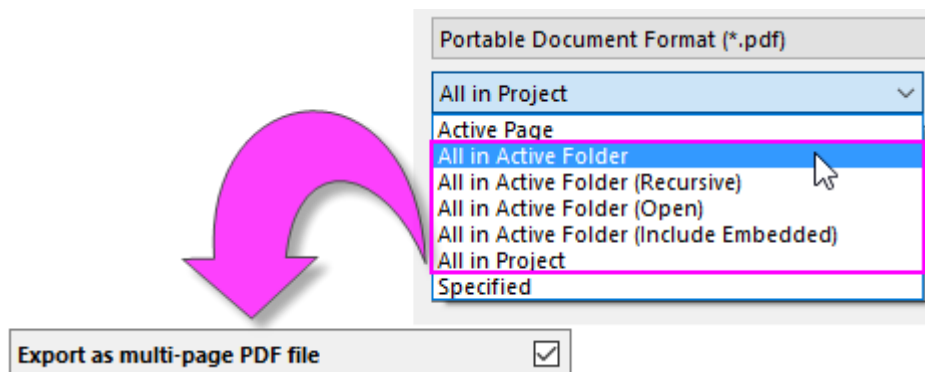 Portable Document Format (*.pdf)
All in Project
Active Page
All in Active Folder
All in Active Folder (Recursive)
All in Active Folder (Open)
All in Active Folder (Include Embedded)
All in Project
Specified
Export as multi-page PDF file